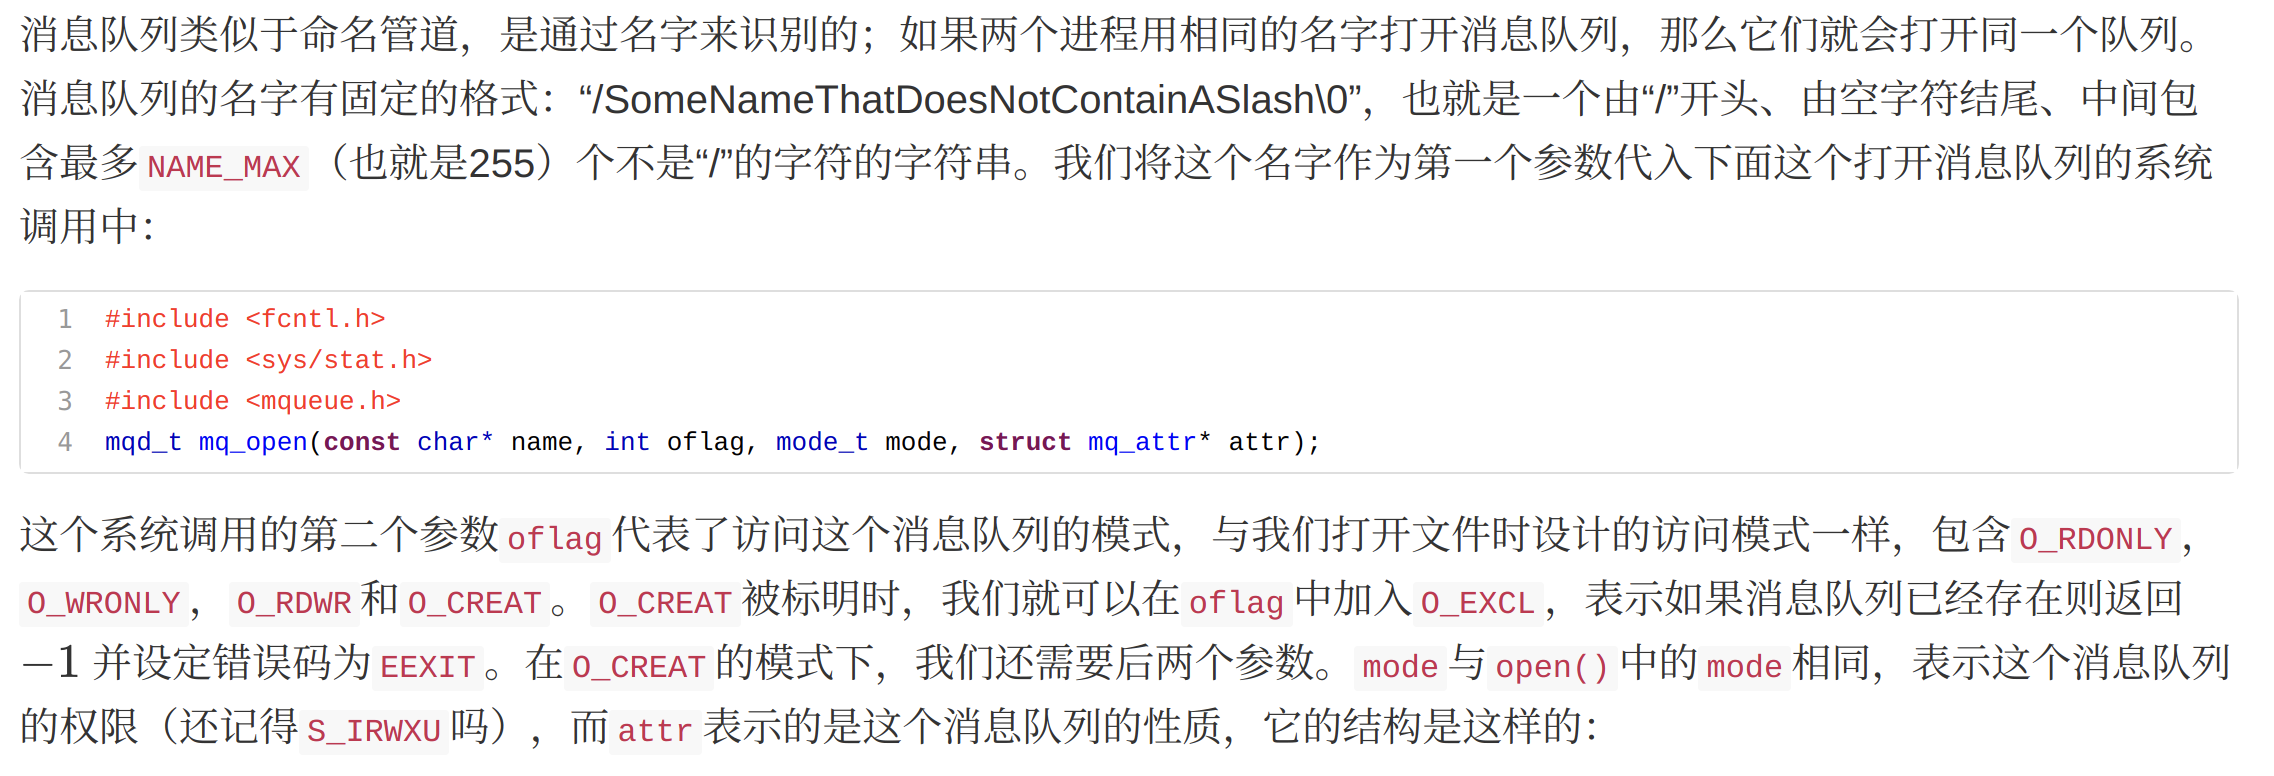 消息队列类似于命名管道，是通过名字来识别的；如果两个进程用相同的名字打开消息队列，那么它们就会打开同一个队列。
消息队列的名字有固定的格式：“/SomeNameThatDoesNotContainASlash\0”，也就是一个由“/”开头、由空字符结尾、中间包
含最多 NAME_MAX （也就是255）个不是“/”的字符的字符串。我们将这个名字作为第一个参数代入下面这个打开消息队列的系统
调用中：
1 #include <fcntl.h>
2 #include <sys/stat.h>
3 #include <mqueue.h>
4 mqd_t mq_open(const char* name, int oflag, mode_t mode, struct mq_attr* attr);
这个系统调用的第二个参数 oflag 代表了访问这个消息队列的模式，与我们打开文件时设计的访问模式一样，包含 O_RDONLY ，
O_WRONLY ， O_RDWR 和 O_CREAT 。 O_CREAT 被标明时，我们就可以在 oflag 中加入 O_EXCL ，表示如果消息队列已经存在则返回
−1 并设定错误码为 EEXIT 。在 O_CREAT 的模式下，我们还需要后两个参数。 mode 与 open() 中的 mode 相同，表示这个消息队列
的权限（还记得 S_IRWXU 吗），而 attr 表示的是这个消息队列的性质，它的结构是这样的：